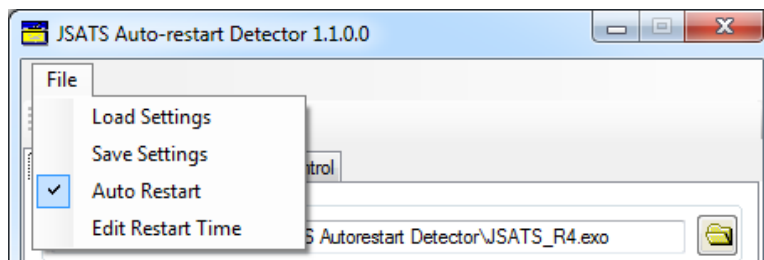 JSATS Auto-restart Detector 1.1.0.0
File
Load Settings
Save Settings
Auto Restart
Edit Restart Time
Autorestart Detector\JSATS_R4.exo